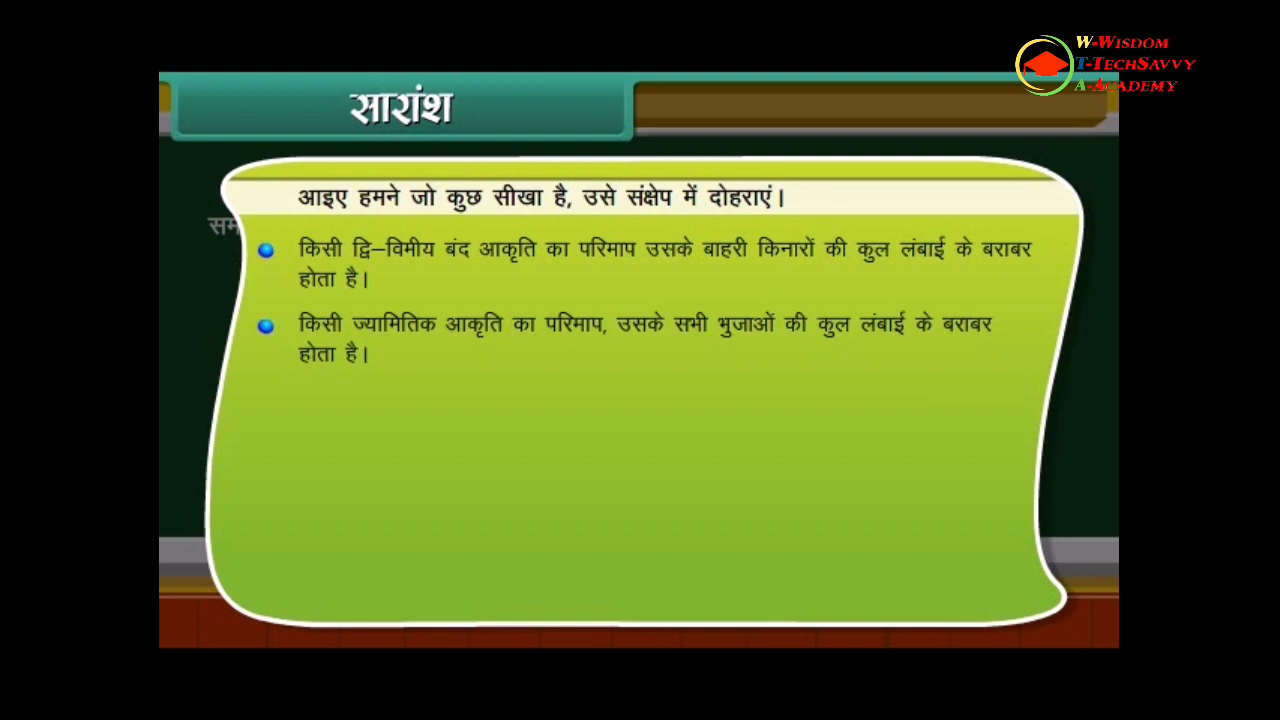 W-Wisdom
T-TechSavvy
A-Academy
सारांश
आइए हमने जो कुछ सीखा है, उसे संक्षेप में दोहराएं।
किसी द्वि–विमीय बंद आकृति का परिमाप उसके बाहरी किनारों की कुल लंबाई के बराबर
होता है।
किसी ज्यामितिक आकृति का परिमाप, उसके सभी भुजाओं की कुल लंबाई के बराबर
होता है।